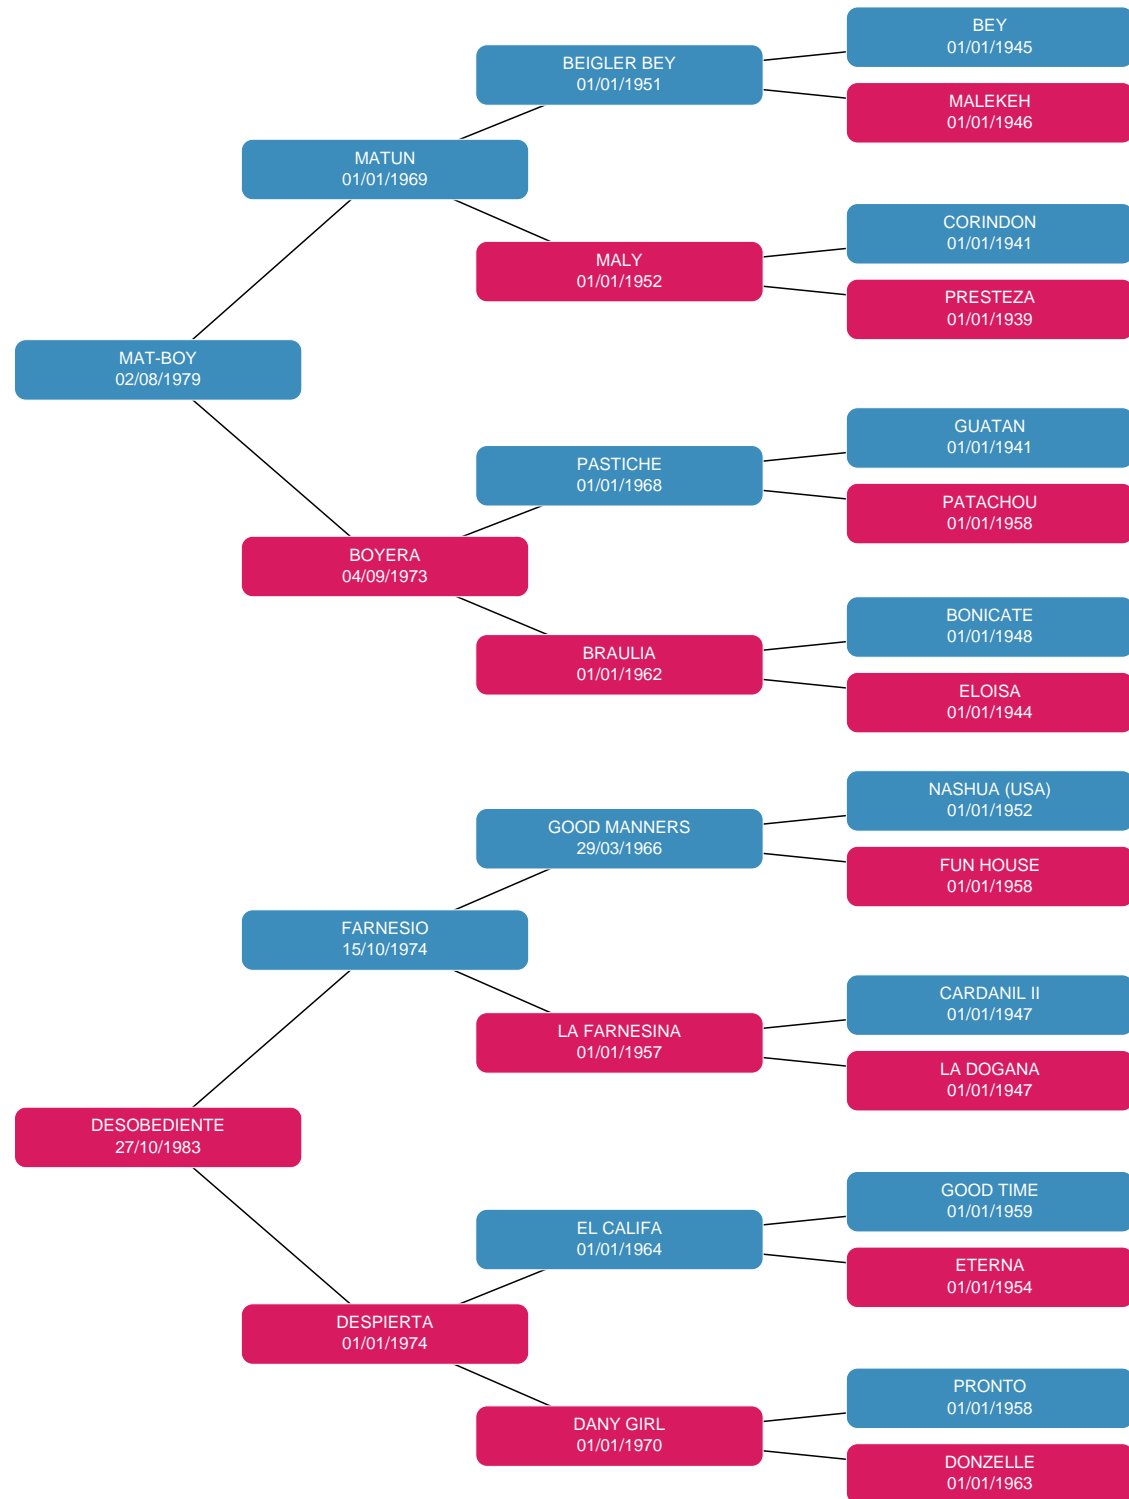 BEY
01/01/1945
BEIGLER BEY
01/01/1951
MALEKEH
01/01/1946
MATUN
01/01/1969
CORINDON
01/01/1941
MALY
01/01/1952
PRESTEZA
01/01/1939
MAT-BOY
02/08/1979
GUATAN
01/01/1941
PASTICHE
01/01/1968
PATACHOU
01/01/1958
BOYERA
04/09/1973
BONICATE
01/01/1948
BRAULIA
01/01/1962
ELOISA
01/01/1944
NASHUA (USA)
01/01/1952
GOOD MANNERS
29/03/1966
FUN HOUSE
01/01/1958
FARNESIO
15/10/1974
CARDANIL II
01/01/1947
LA FARNESINA
01/01/1957
LA DOGANA
01/01/1947
DESOBEDIENTE
27/10/1983
GOOD TIME
01/01/1959
EL CALIFA
01/01/1964
ETERNA
01/01/1954
DESPIERTA
01/01/1974
PRONTO
01/01/1958
DANY GIRL
01/01/1970
DONZELLE
01/01/1963